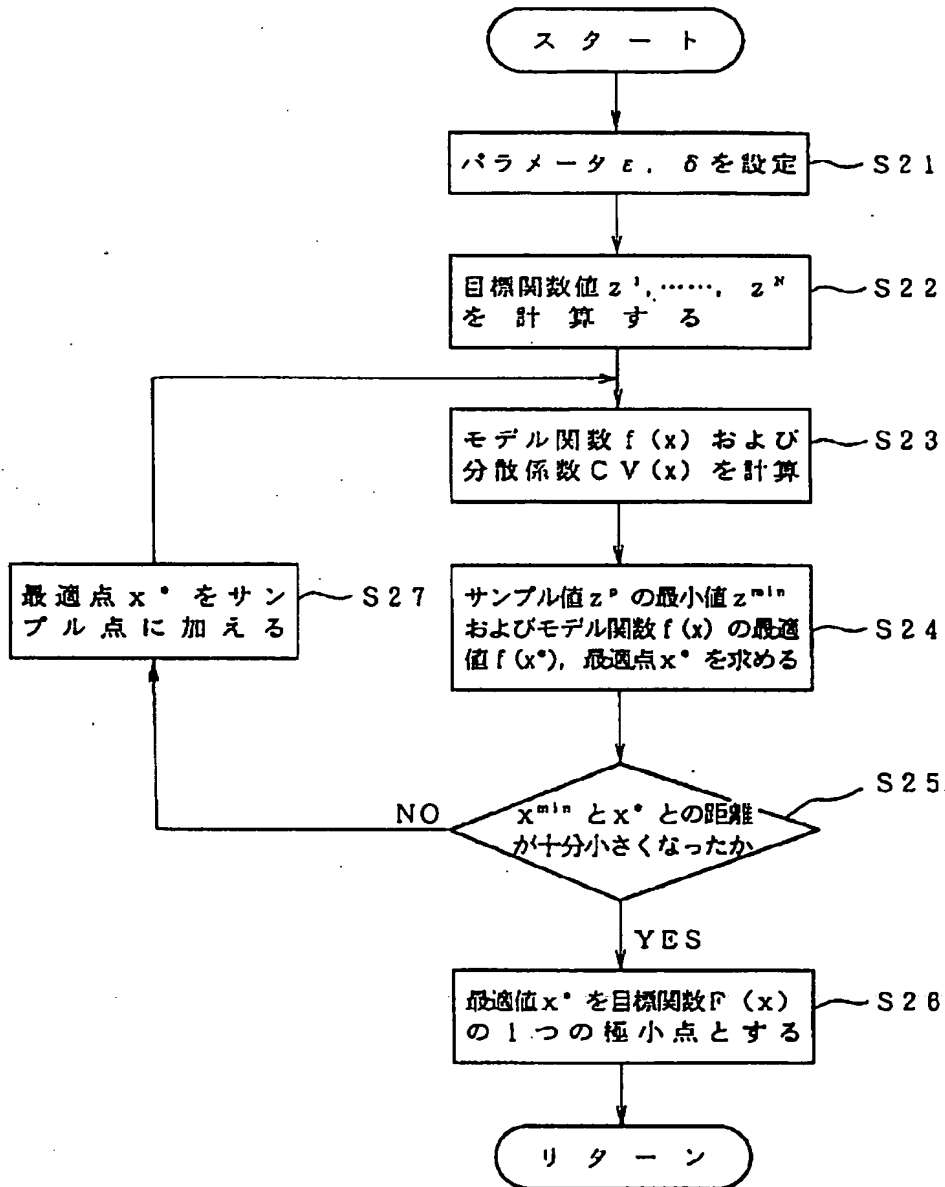 スタート
パラメータε, δを設定
S21
目標関数値z¹,……, zᴺ
を計算する
S22
モデル関数f(x)および
分散係数CV(x)を計算
S23
サンプル値zᵖの最小値zᵐⁱⁿ
およびモデル関数f(x)の最適
値f(x*), 最適点x*を求める
S24
最適点x*をサン
プル点に加える
S27
xᵐⁱⁿとx*との距離
が十分小さくなったか
S25
NO
YES
最適値x*を目標関数F(x)
の1つの極小点とする
S26
リターン